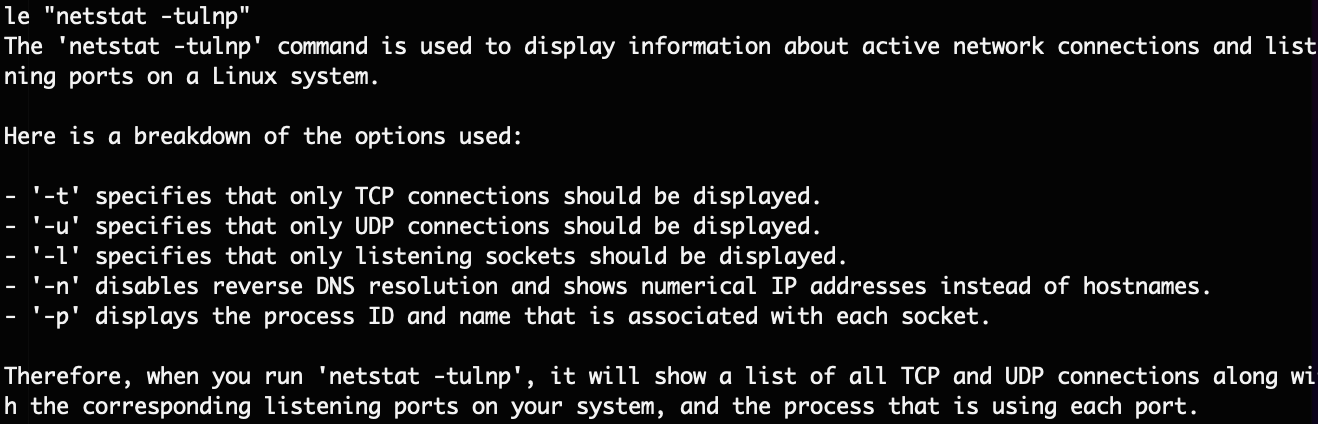 le "netstat -tulnp"
The 'netstat -tulnp' command is used to display information about active network connections and list
ning ports on a Linux system.
Here is a breakdown of the options used:
- '-t' specifies that only TCP connections should be displayed.
- '-u' specifies that only UDP connections should be displayed.
- '-l' specifies that only listening sockets should be displayed.
- '-n' disables reverse DNS resolution and shows numerical IP addresses instead of hostnames.
- '-p' displays the process ID and name that is associated with each socket.
Therefore, when you run 'netstat -tulnp', it will show a list of all TCP and UDP connections along wi
h the corresponding listening ports on your system, and the process that is using each port.